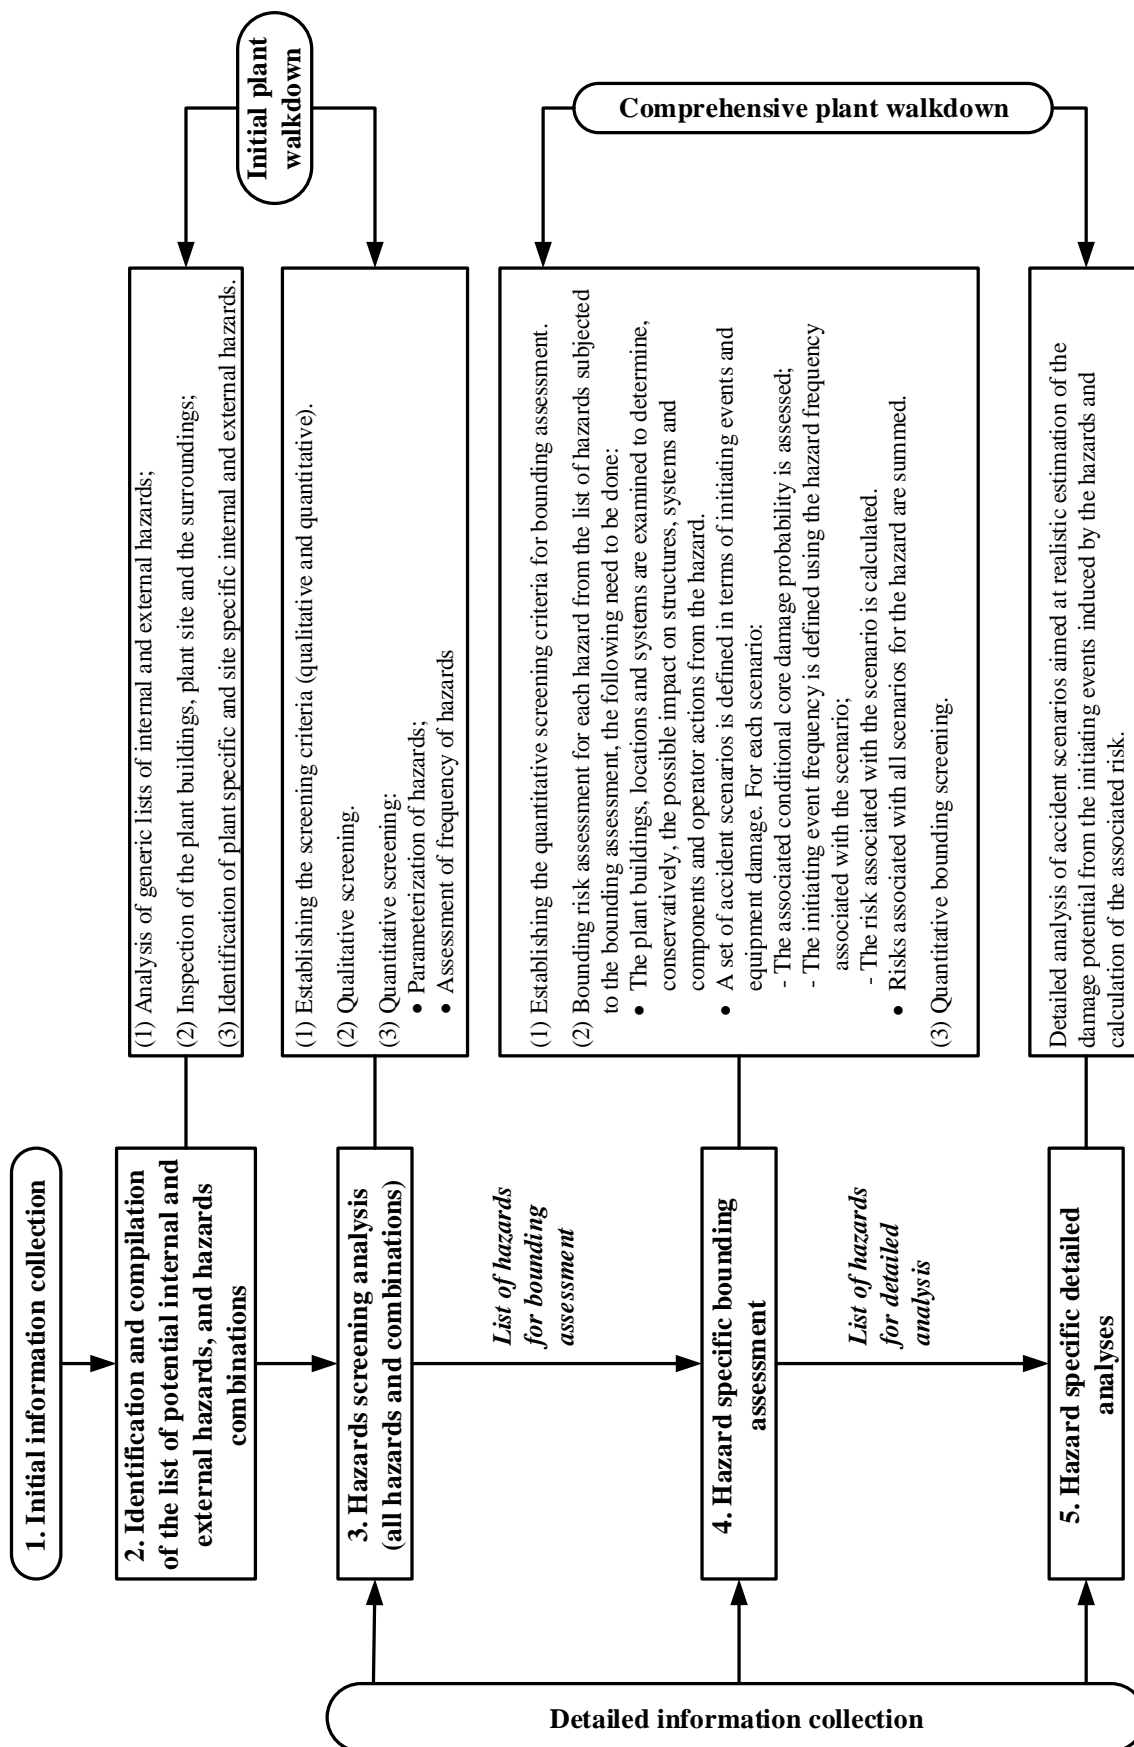 1. Initial information collection
2. Identification and compilation
of the list of potential internal and
external hazards, and hazards
combinations
(1) Analysis of generic lists of internal and external hazards;
(2) Inspection of the plant buildings, plant site and the surroundings;
(3) Identification of plant specific and site specific internal and external hazards.
Initial plant
walkdown
3. Hazards screening analysis
(all hazards and combinations)
(1) Establishing the screening criteria (qualitative and quantitative).
(2) Qualitative screening.
(3) Quantitative screening:
• Parameterization of hazards;
• Assessment of frequency of hazards
List of hazards
for bounding
assessment
4. Hazard specific bounding
assessment
(1) Establishing the quantitative screening criteria for bounding assessment.
(2) Bounding risk assessment for each hazard from the list of hazards subjected
to the bounding assessment, the following need to be done:
• The plant buildings, locations and systems are examined to determine,
conservatively, the possible impact on structures, systems and
components and operator actions from the hazard.
• A set of accident scenarios is defined in terms of initiating events and
equipment damage. For each scenario:
- The associated conditional core damage probability is assessed;
- The initiating event frequency is defined using the hazard frequency
associated with the scenario;
- The risk associated with the scenario is calculated.
• Risks associated with all scenarios for the hazard are summed.
(3) Quantitative bounding screening.
Comprehensive plant walkdown
List of hazards
for detailed
analysis
5. Hazard specific detailed
analyses
Detailed analysis of accident scenarios aimed at realistic estimation of the
damage potential from the initiating events induced by the hazards and
calculation of the associated risk.
Detailed information collection